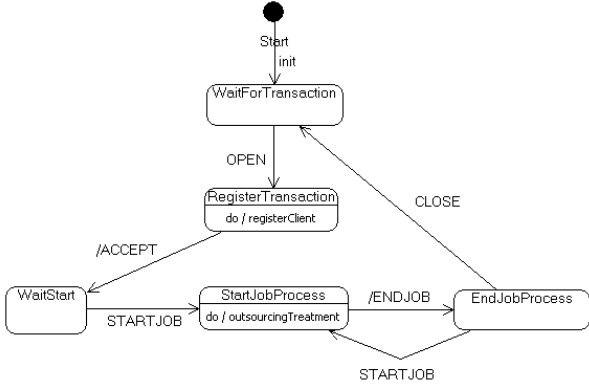 Start
init
WaitForTransaction
OPEN
RegisterTransaction
do / registerClient
CLOSE
/ACCEPT
WaitStart
StartJobProcess
/ENDJOB
EndJobProcess
STARTJOB
do / outsourcingTreatment
STARTJOB